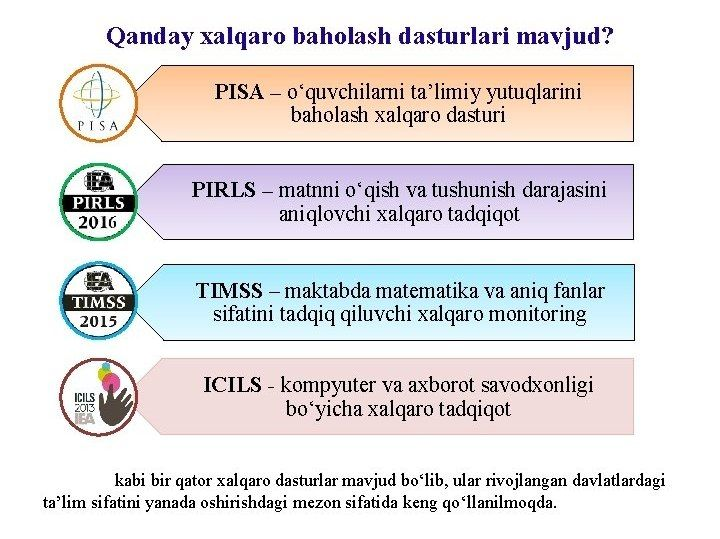 Qanday xalqaro baholash dasturlari mavjud?
PISA
PISA – o‘quvchilarni ta’limiy yutuqlarini
baholash xalqaro dasturi
IEA
PIRLS
2016
PIRLS – matnni o‘qish va tushunish darajasini
aniqlovchi xalqaro tadqiqot
IEA
TIMSS
2015
TIMSS – maktabda matematika va aniq fanlar
sifatini tadqiq qiluvchi xalqaro monitoring
ICILS
2013
IEA
ICILS - kompyuter va axborot savodxonligi
bo‘yicha xalqaro tadqiqot
kabi bir qator xalqaro dasturlar mavjud bo‘lib, ular rivojlangan davlatlardagi
ta’lim sifatini yanada oshirishdagi mezon sifatida keng qo‘llanilmoqda.